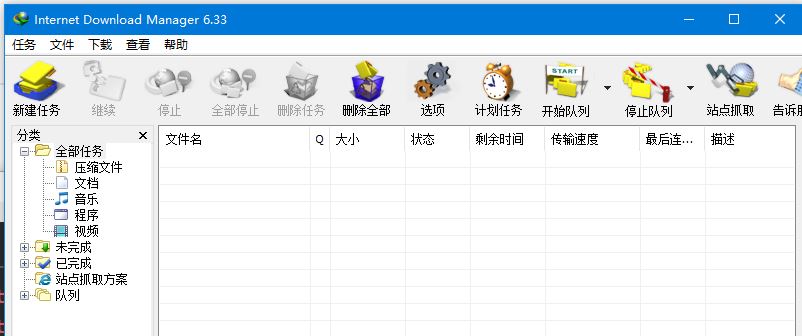 Internet Download Manager 6.33
任务 文件 下载 查看 帮助
新建任务 继续 停止 全部停止 删除任务 删除全部 选项 计划任务 START 开始队列 停止队列 站点抓取 告诉
分类
文件名 Q 大小 状态 剩余时间 传输速度 最后连... 描述
全部任务
压缩文件
文档
音乐
程序
视频
未完成
已完成
站点抓取方案
队列